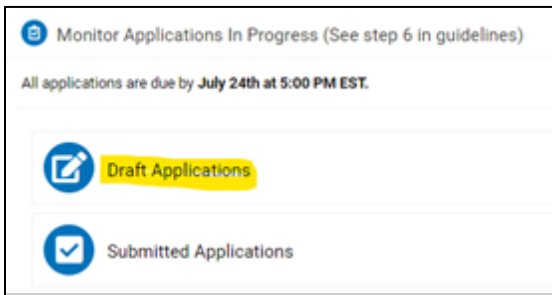 Monitor Applications In Progress (See step 6 in guidelines)
All applications are due by July 24th at 5:00 PM EST.
Draft Applications
Submitted Applications